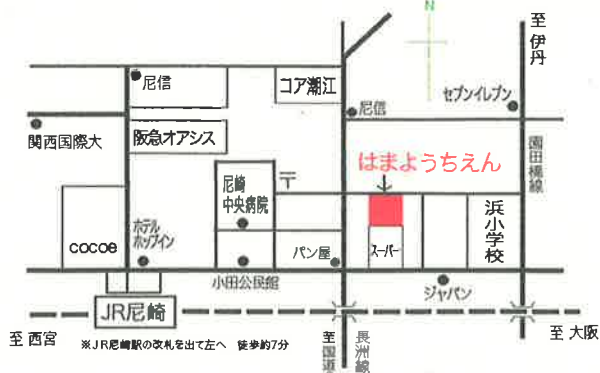 N
至
伊
丹
尼信
コア潮江
尼信
セブンイレブン
関西国際大
阪急オアシス
はまようちえん
園
田
橋
線
〒
尼崎
中央病院
cocoe
ホテル
ホップイン
パン屋
スーパー
浜
小
学
校
小田公民館
ジャパン
JR尼崎
至 西宮
※JR尼崎駅の改札を出て左へ 徒歩約7分
至
国道
長
洲
線
至 大阪